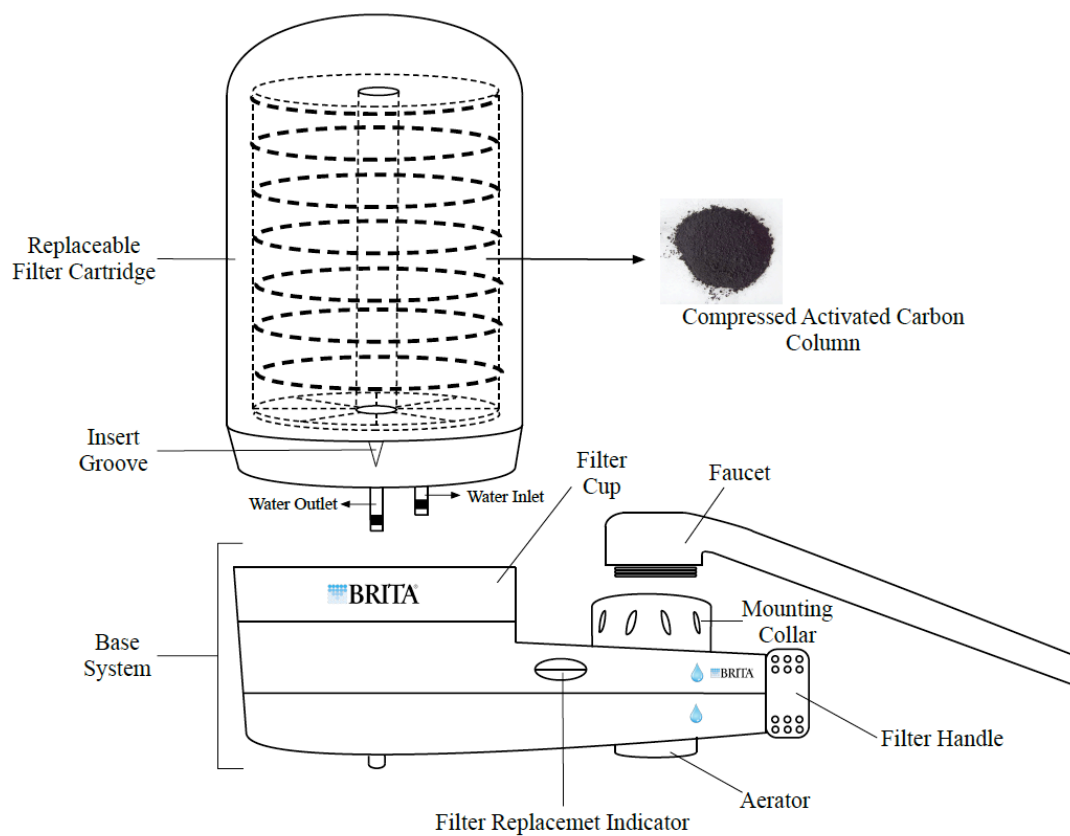 Replaceable
Filter Cartridge
Compressed Activated Carbon
Column
Insert
Groove
Water Outlet
Water Inlet
Filter
Cup
Faucet
BRITA®
Mounting
Collar
Base
System
BRITA
Filter Handle
Aerator
Filter Replacemet Indicator